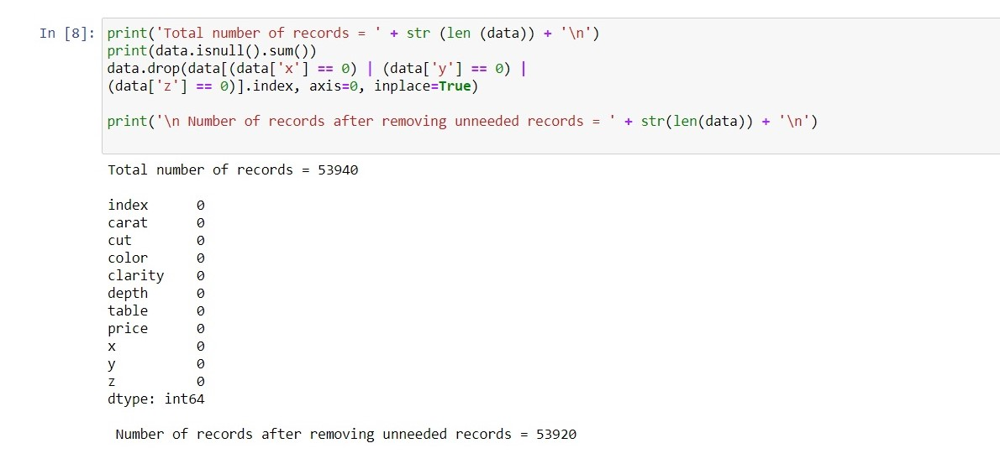 In [8]: print('Total number of records = ' + str (len (data)) + '\n')
print(data.isnull().sum())
data.drop(data[(data['x'] == 0) | (data['y'] == 0) |
(data['z'] == 0)].index, axis=0, inplace=True)
print('\n Number of records after removing unneeded records = ' + str(len(data)) + '\n')
Total number of records = 53940
index 0
carat 0
cut 0
color 0
clarity 0
depth 0
table 0
price 0
x 0
y 0
z 0
dtype: int64
Number of records after removing unneeded records = 53920